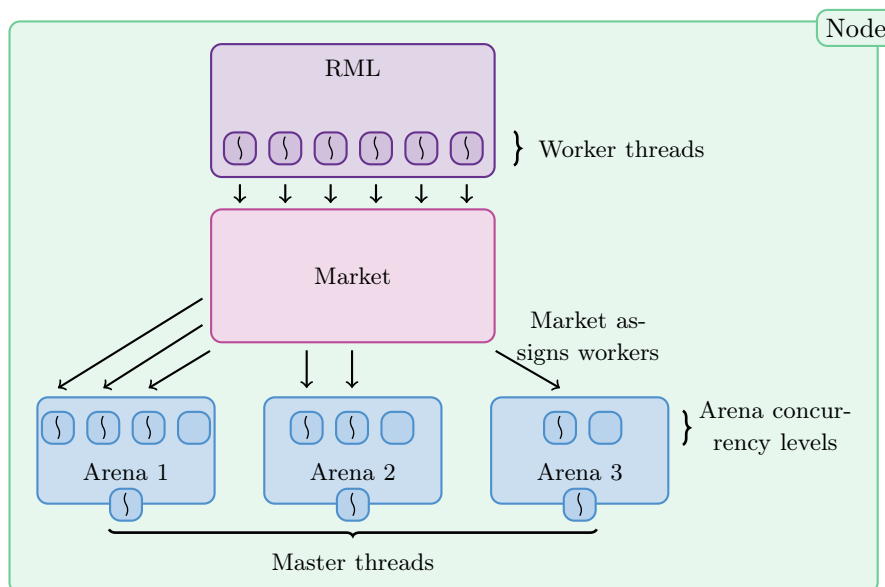 Node
RML
Worker threads
Market
Market as-
signs workers
Arena concur-
rency levels
Arena 1
Arena 2
Arena 3
Master threads